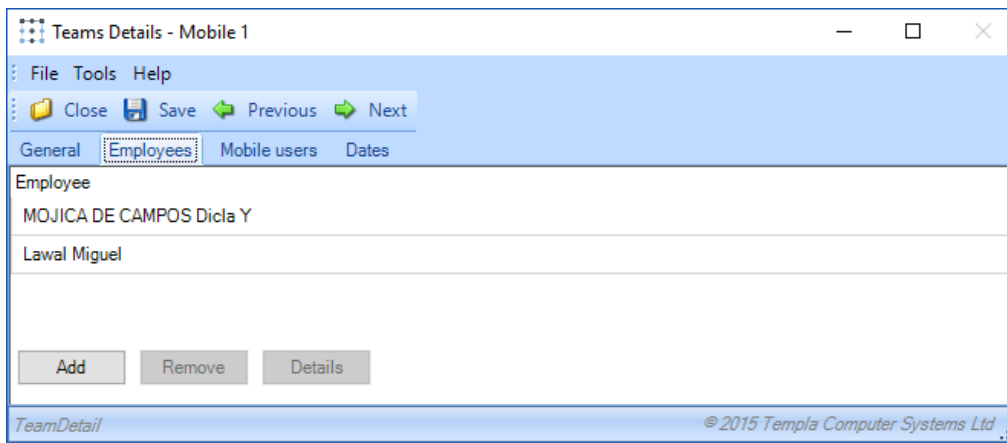 Teams Details - Mobile 1
File Tools Help
Close Save Previous Next
General Employees Mobile users Dates
Employee
MOJICA DE CAMPOS Dicla Y
Lawal Miguel
Add Remove Details
TeamDetail © 2015 Templa Computer Systems Ltd